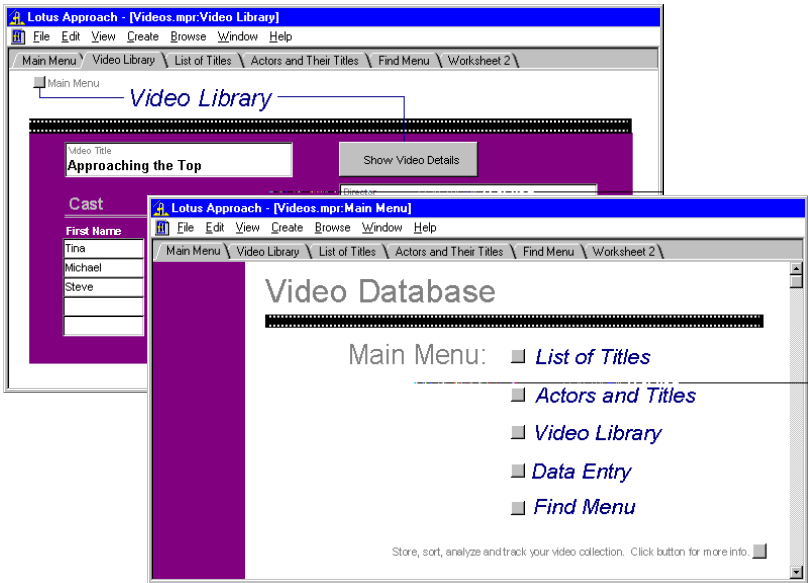 Lotus Approach - [Videos.mpr:Video Library]
File Edit View Create Browse Window Help
Main Menu Video Library List of Titles Actors and Their Titles Find Menu Worksheet 2
Main Menu
Video Library
Video Title
Approaching the Top
Show Video Details
Director
Cast
First Name
Tina
Michael
Steve
Lotus Approach - [Videos.mpr:Main Menu]
File Edit View Create Browse Window Help
Main Menu Video Library List of Titles Actors and Their Titles Find Menu Worksheet 2
Video Database
Main Menu: List of Titles
Actors and Titles
Video Library
Data Entry
Find Menu
Store, sort, analyze and track your video collection. Click button for more info.